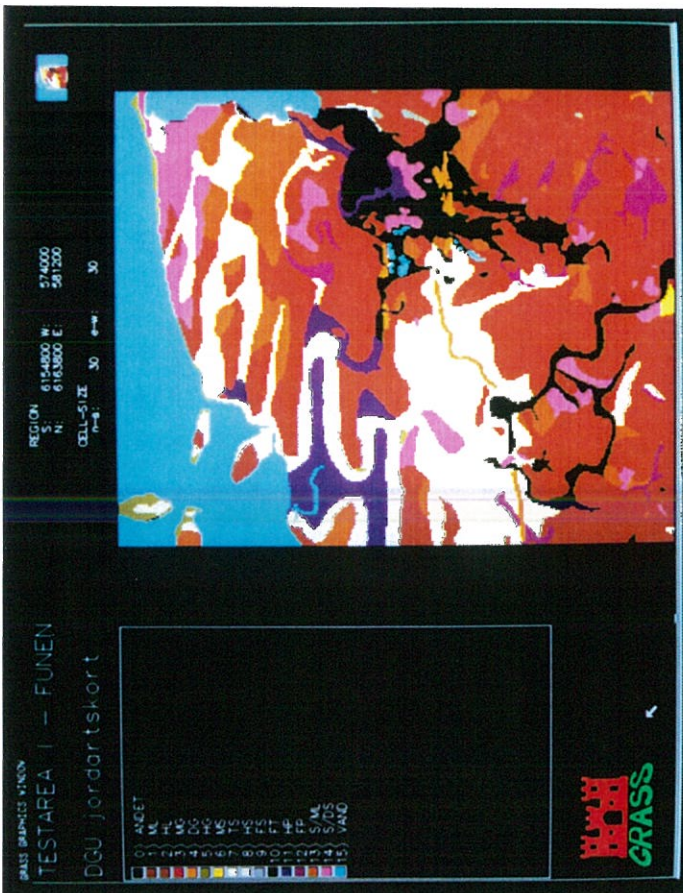 GRASS GRAPHICS WINDOW
TESTAREA I - FUNEN
DGU jordartskort
REGION
S: 6154800 W: 574000
N: 6163800 E: 581200
CELL-SIZE
n-s: 30 e-w: 30
0 ANDET
1 ML
2 HL
3 MG
4 DG
5 HG
6 MS
7 TS
8 HS
9 FS
10 FT
11 HP
12 FP
13 S/ML
14 S/DS
15 VAND
GRASS